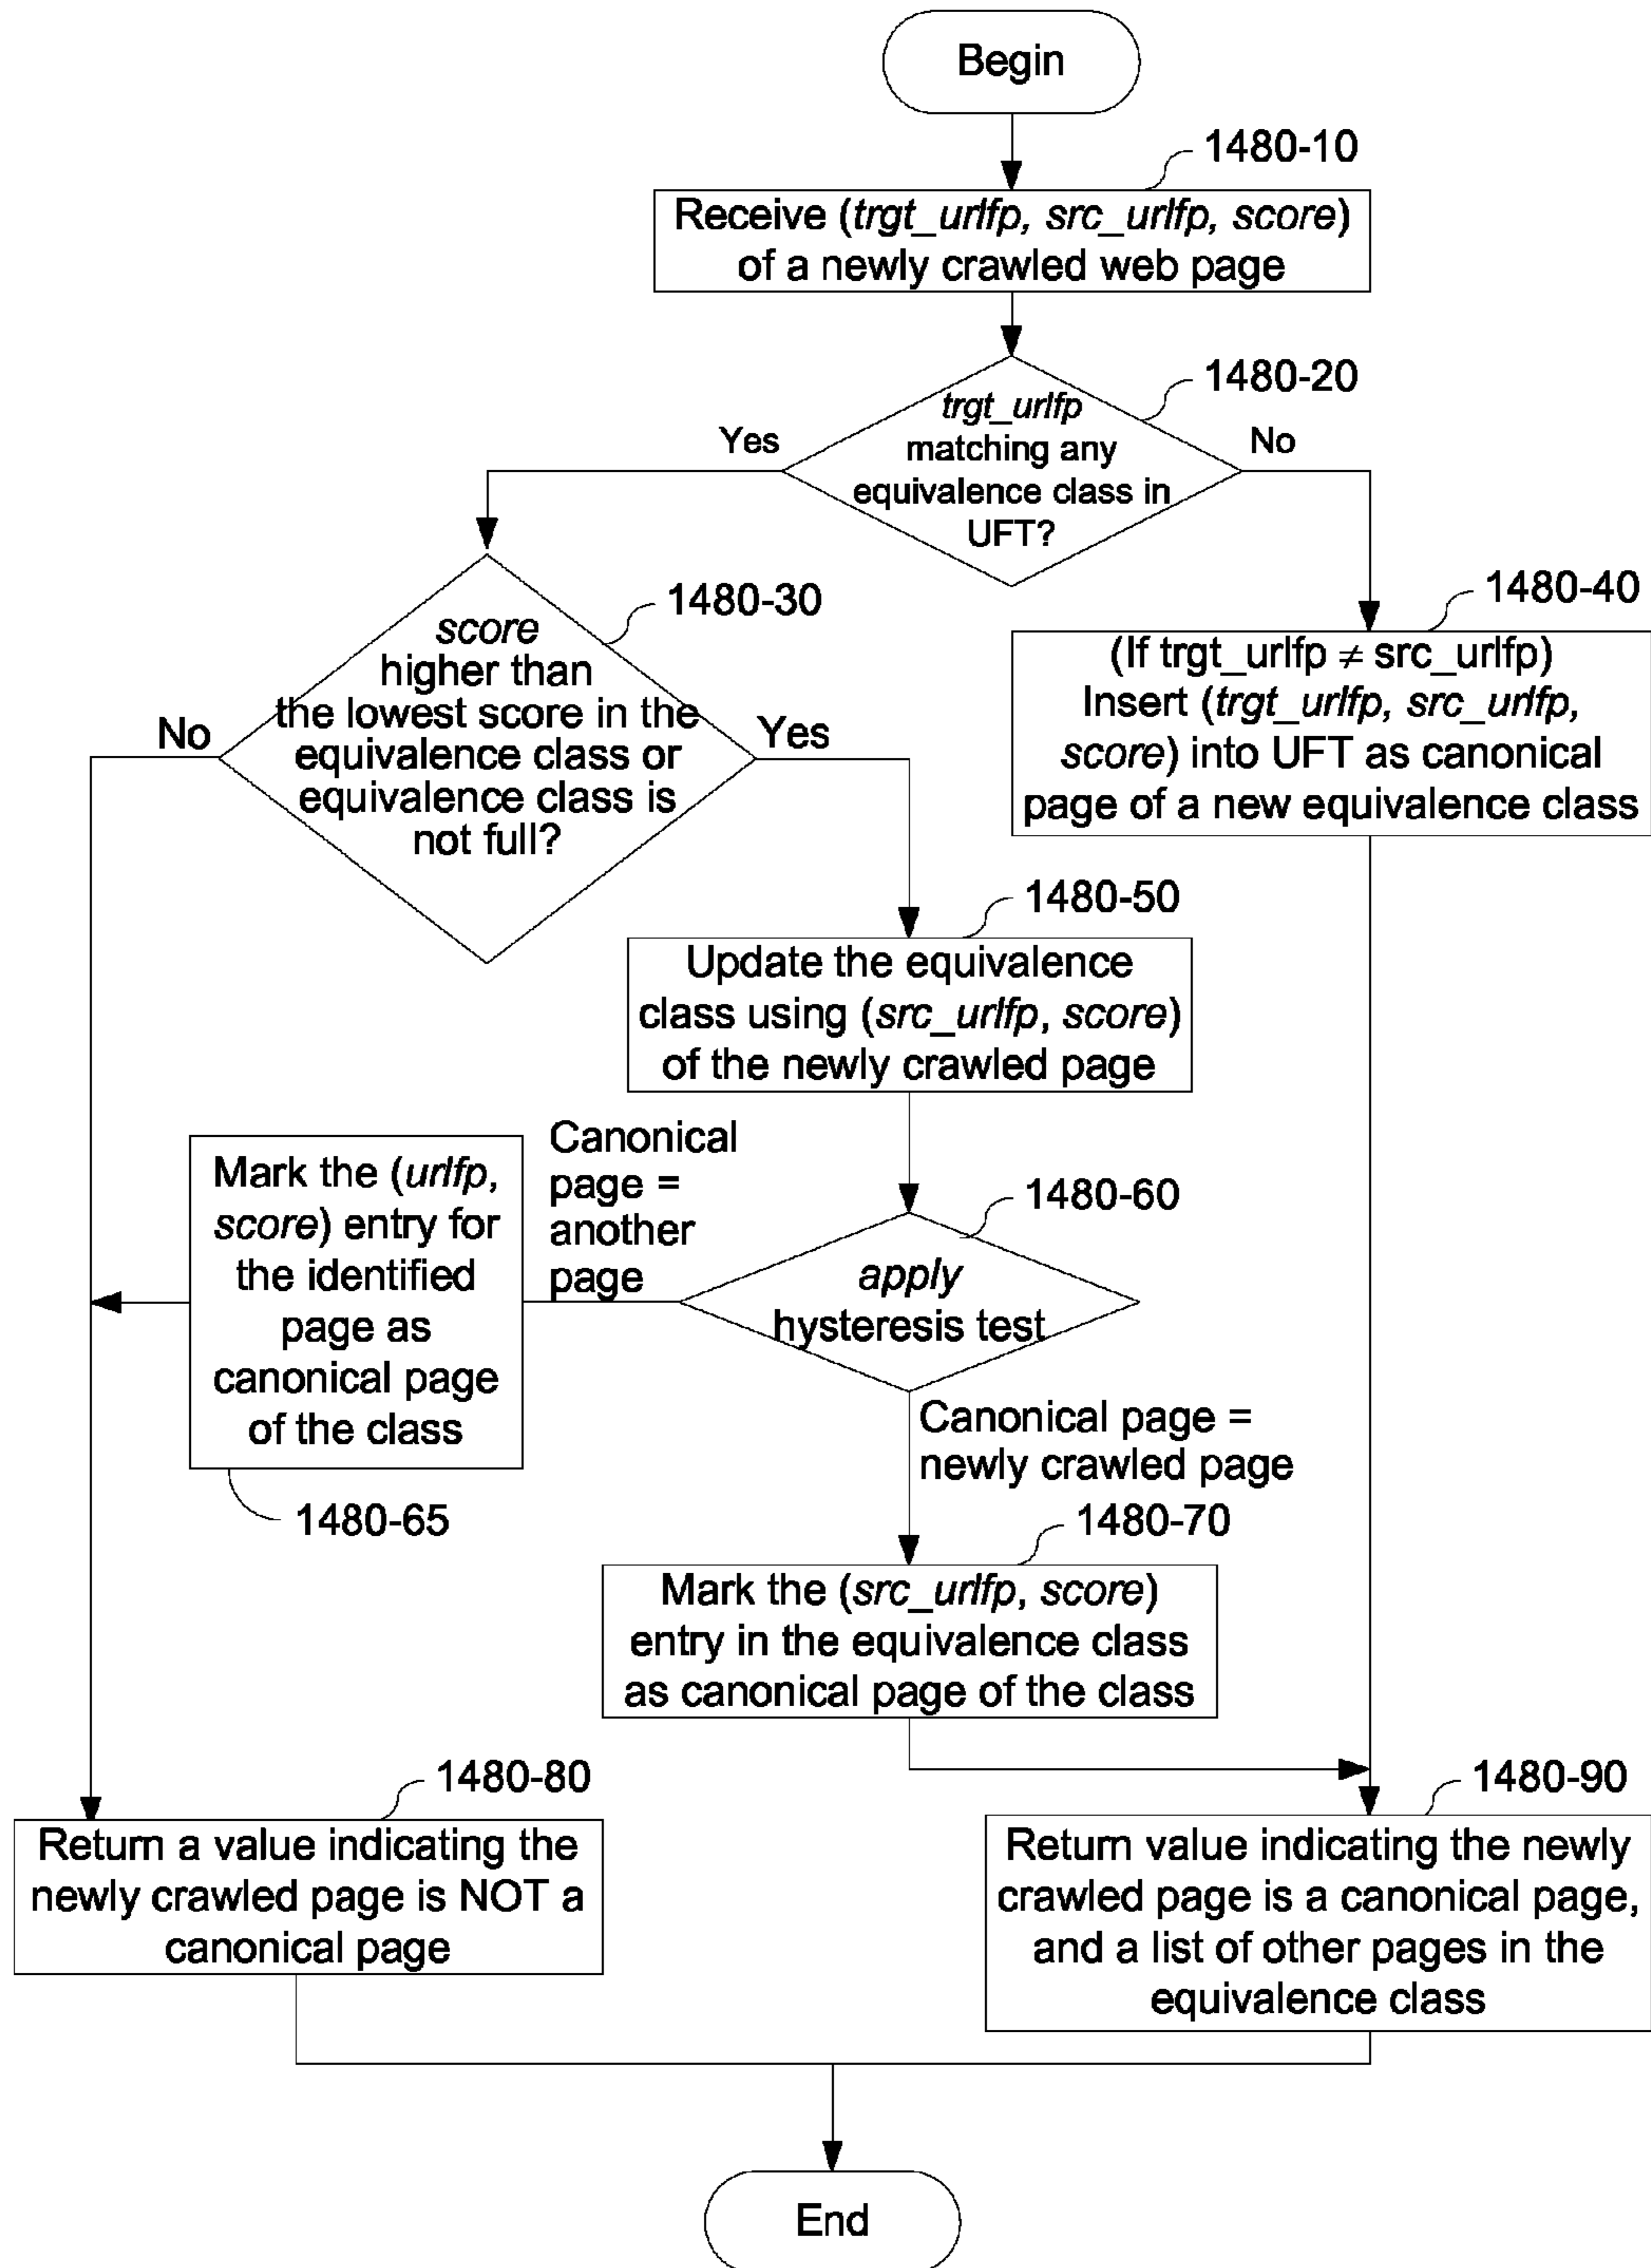 Begin
1480-10
Receive (trgt_urlfp, src_urlfp, score)
of a newly crawled web page
1480-20
trgt_urlfp
matching any
equivalence class in
UFT?
Yes
No
1480-30
score
higher than
the lowest score in the
equivalence class or
equivalence class is
not full?
No
Yes
1480-40
(If trgt_urlfp ≠ src_urlfp)
Insert (trgt_urlfp, src_urlfp,
score) into UFT as canonical
page of a new equivalence class
1480-50
Update the equivalence
class using (src_urlfp, score)
of the newly crawled page
Canonical
page =
another
page
1480-60
apply
hysteresis test
Mark the (urlfp,
score) entry for
the identified
page as
canonical page
of the class
1480-65
Canonical page =
newly crawled page
1480-70
Mark the (src_urlfp, score)
entry in the equivalence class
as canonical page of the class
1480-80
Return a value indicating the
newly crawled page is NOT a
canonical page
1480-90
Return value indicating the newly
crawled page is a canonical page,
and a list of other pages in the
equivalence class
End